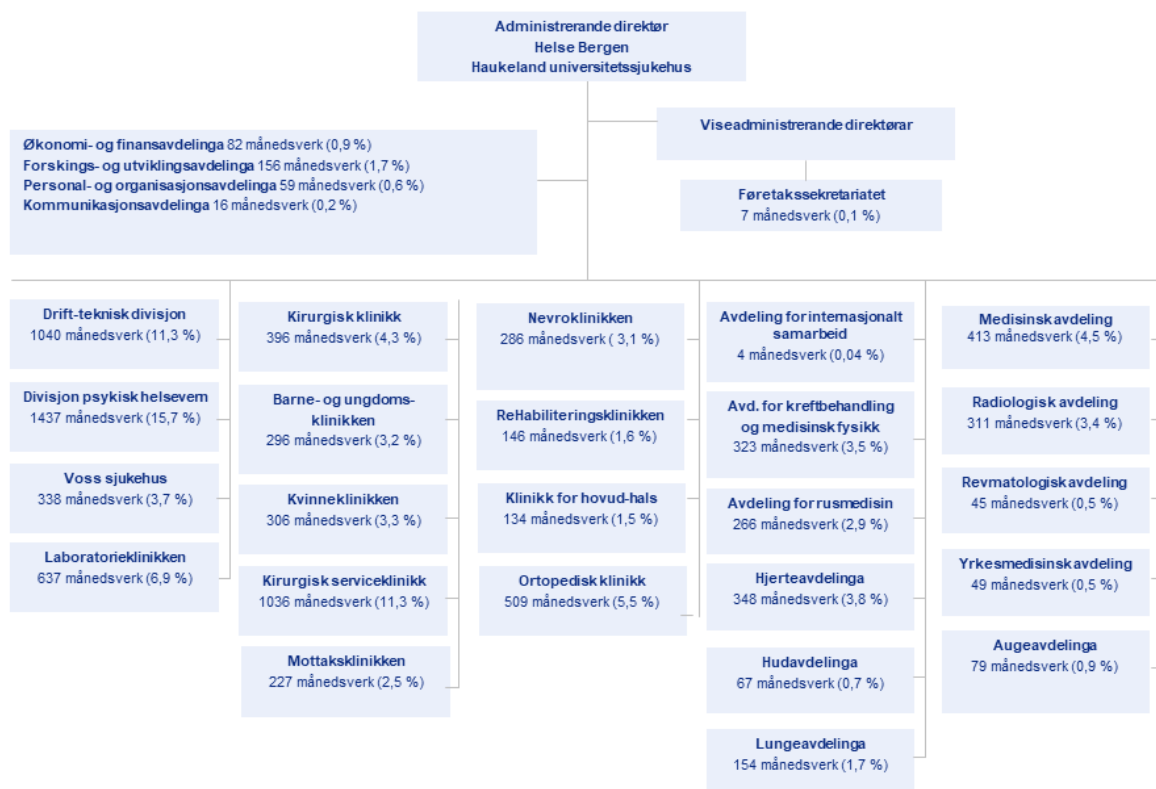 Administrerande direktør
Helse Bergen
Haukeland universitetssjukehus
Viseadministrerande direktørar
Økonomi- og finansavdelinga 82 månedsverk (0,9 %)
Forskings- og utviklingsavdelinga 156 månedsverk (1,7 %)
Personal- og organisasjonsavdelinga 59 månedsverk (0,6 %)
Kommunikasjonsavdelinga 16 månedsverk (0,2 %)
Føretakssekretariatet
7 månedsverk (0,1 %)
Drift-teknisk divisjon
1040 månedsverk (11,3 %)
Divisjon psykisk helsevern
1437 månedsverk (15,7 %)
Voss sjukehus
338 månedsverk (3,7 %)
Laboratorieklinikken
637 månedsverk (6,9 %)
Kirurgisk klinikk
396 månedsverk (4,3 %)
Barne- og ungdoms-
klinikken
296 månedsverk (3,2 %)
Kvinneklinikken
306 månedsverk (3,3 %)
Kirurgisk serviceklinikk
1036 månedsverk (11,3 %)
Mottaksklinikken
227 månedsverk (2,5 %)
Nevroklinikken
286 månedsverk ( 3,1 %)
ReHabiliteringsklinikken
146 månedsverk (1,6 %)
Klinikk for hovud-hals
134 månedsverk (1,5 %)
Ortopedisk klinikk
509 månedsverk (5,5 %)
Avdeling for internasjonalt
samarbeid
4 månedsverk (0,04 %)
Avd. for kreftbehandling
og medisinsk fysikk
323 månedsverk (3,5 %)
Avdeling for rusmedisin
266 månedsverk (2,9 %)
Hjerteavdelinga
348 månedsverk (3,8 %)
Hudavdelinga
67 månedsverk (0,7 %)
Lungeavdelinga
154 månedsverk (1,7 %)
Medisinsk avdeling
413 månedsverk (4,5 %)
Radiologisk avdeling
311 månedsverk (3,4 %)
Revmatologisk avdeling
45 månedsverk (0,5 %)
Yrkesmedisinsk avdeling
49 månedsverk (0,5 %)
Augeavdelinga
79 månedsverk (0,9 %)